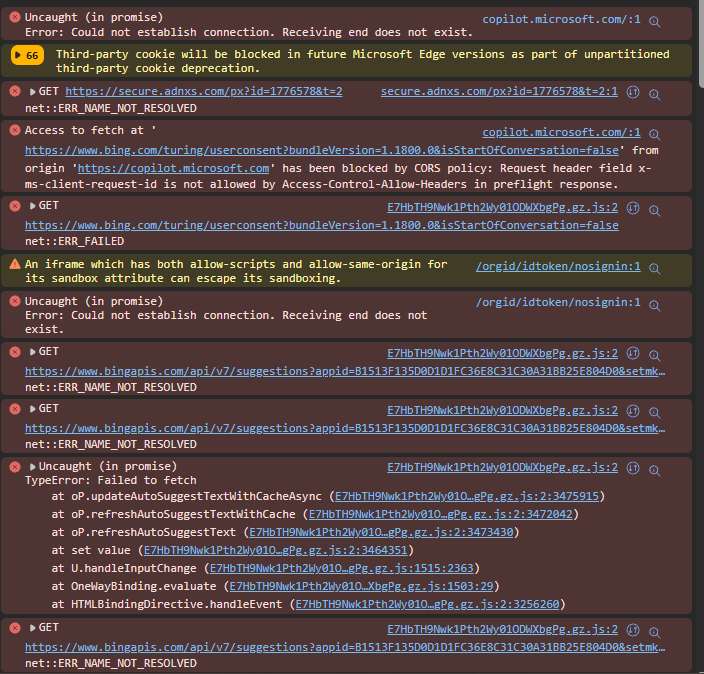 Uncaught (in promise) copilot.microsoft.com/:1
Error: Could not establish connection. Receiving end does not exist.
66 Third-party cookie will be blocked in future Microsoft Edge versions as part of unpartitioned
third-party cookie deprecation.
GET https://secure.adnxs.com/px?id=1776578&t=2 secure.adnxs.com/px?id=1776578&t=2:1
net::ERR_NAME_NOT_RESOLVED
Access to fetch at ' copilot.microsoft.com/:1
https://www.bing.com/turing/userconsent?bundleVersion=1.1800.0&isStartOfConversation=false' from
origin 'https://copilot.microsoft.com' has been blocked by CORS policy: Request header field x-
ms-client-request-id is not allowed by Access-Control-Allow-Headers in preflight response.
GET E7HbTH9Nwk1Pth2Wy01ODWXbgPg.gz.js:2
https://www.bing.com/turing/userconsent?bundleVersion=1.1800.0&isStartOfConversation=false
net::ERR_FAILED
An iframe which has both allow-scripts and allow-same-origin for /orgid/idtoken/nosignin:1
its sandbox attribute can escape its sandboxing.
Uncaught (in promise) /orgid/idtoken/nosignin:1
Error: Could not establish connection. Receiving end does not
exist.
GET E7HbTH9Nwk1Pth2Wy01ODWXbgPg.gz.js:2
https://www.bingapis.com/api/v7/suggestions?appid=B1513F135D0D1D1FC36E8C31C30A31BB25E804D0&setmk…
net::ERR_NAME_NOT_RESOLVED
GET E7HbTH9Nwk1Pth2Wy01ODWXbgPg.gz.js:2
https://www.bingapis.com/api/v7/suggestions?appid=B1513F135D0D1D1FC36E8C31C30A31BB25E804D0&setmk…
net::ERR_NAME_NOT_RESOLVED
Uncaught (in promise) E7HbTH9Nwk1Pth2Wy01ODWXbgPg.gz.js:2
TypeError: Failed to fetch
at oP.updateAutoSuggestTextWithCacheAsync (E7HbTH9Nwk1Pth2Wy01O…gPg.gz.js:2:3475915)
at oP.refreshAutoSuggestTextWithCache (E7HbTH9Nwk1Pth2Wy01O…gPg.gz.js:2:3472042)
at oP.refreshAutoSuggestText (E7HbTH9Nwk1Pth2Wy01O…gPg.gz.js:2:3473430)
at set value (E7HbTH9Nwk1Pth2Wy01O…gPg.gz.js:2:3464351)
at U.handleInputChange (E7HbTH9Nwk1Pth2Wy01O…gPg.gz.js:1515:2363)
at OneWayBinding.evaluate (E7HbTH9Nwk1Pth2Wy01O…XbgPg.gz.js:1503:29)
at HTMLBindingDirective.handleEvent (E7HbTH9Nwk1Pth2Wy01O…gPg.gz.js:2:3256260)
GET E7HbTH9Nwk1Pth2Wy01ODWXbgPg.gz.js:2
https://www.bingapis.com/api/v7/suggestions?appid=B1513F135D0D1D1FC36E8C31C30A31BB25E804D0&setmk…
net::ERR_NAME_NOT_RESOLVED